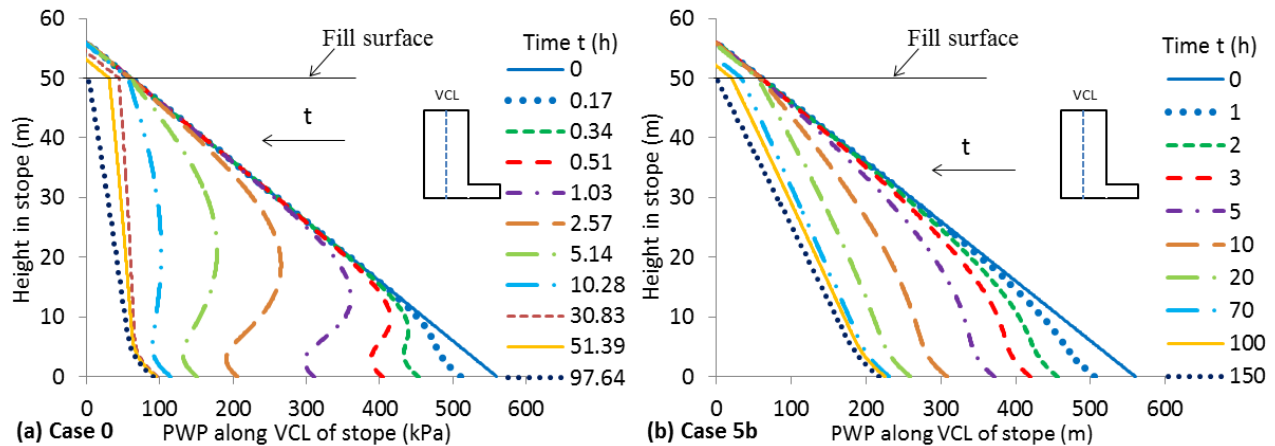 60
50
40
30
20
10
0
Height in stope (m)
0 100 200 300 400 500 600
PWP along VCL of stope (kPa)
(a) Case 0
Fill surface
t
VCL
Time t (h)
0
0.17
0.34
0.51
1.03
2.57
5.14
10.28
30.83
51.39
97.64
60
50
40
30
20
10
0
Height in stope (m)
0 100 200 300 400 500 600
PWP along VCL of stope (m)
(b) Case 5b
Fill surface
t
VCL
Time t (h)
0
1
2
3
5
10
20
70
100
150